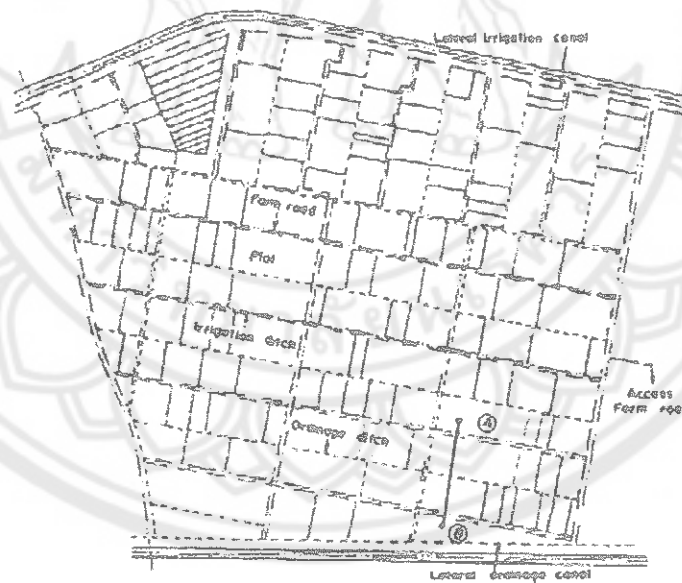 Lateral irrigation canal
Farm road
Plot
Irrigation ditch
Access
Farm road
A
Drainage ditch
B
Lateral drainage canal